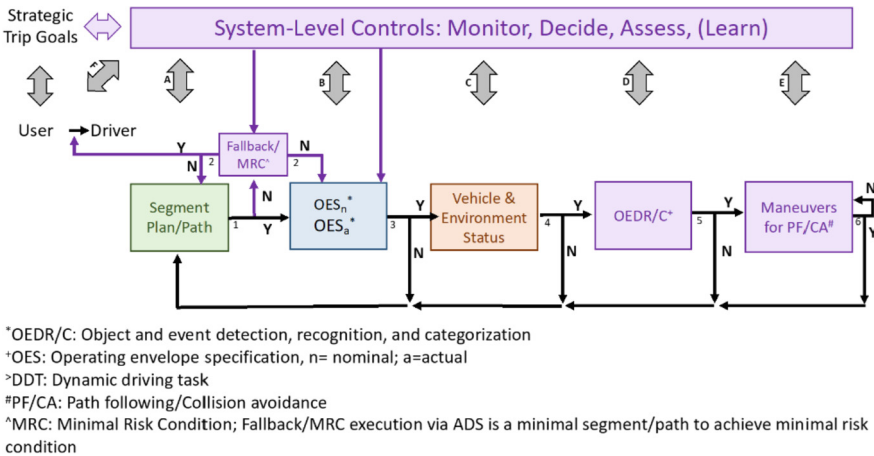 Strategic
Trip Goals
System-Level Controls: Monitor, Decide, Assess, (Learn)
F
A
B
C
D
E
User
Driver
Y
N
2
Fallback/
MRC^
2
N
N
Segment
Plan/Path
1
Y
OESn*
OESa*
3
Y
N
Vehicle &
Environment
Status
4
Y
N
OEDR/C+
5
Y
N
Maneuvers
for PF/CA#
6
N
Y
*OEDR/C: Object and event detection, recognition, and categorization
+OES: Operating envelope specification, n= nominal; a=actual
>DDT: Dynamic driving task
#PF/CA: Path following/Collision avoidance
^MRC: Minimal Risk Condition; Fallback/MRC execution via ADS is a minimal segment/path to achieve minimal risk
condition